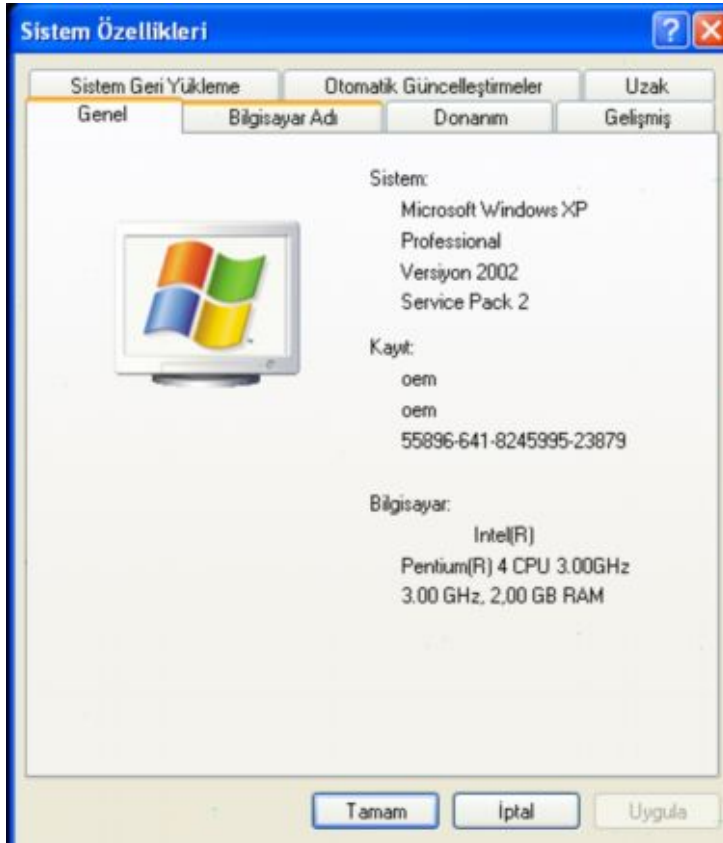 Sistem Özellikleri
Sistem Geri Yükleme
Otomatik Güncelleştirmeler
Uzak
Genel
Bilgisayar Adı
Donanım
Gelişmiş
Sistem:
Microsoft Windows XP
Professional
Versiyon 2002
Service Pack 2
Kayıt:
oem
oem
55896-641-8245995-23879
Bilgisayar:
Intel(R)
Pentium(R) 4 CPU 3.00GHz
3.00 GHz, 2,00 GB RAM
Tamam
İptal
Uygula